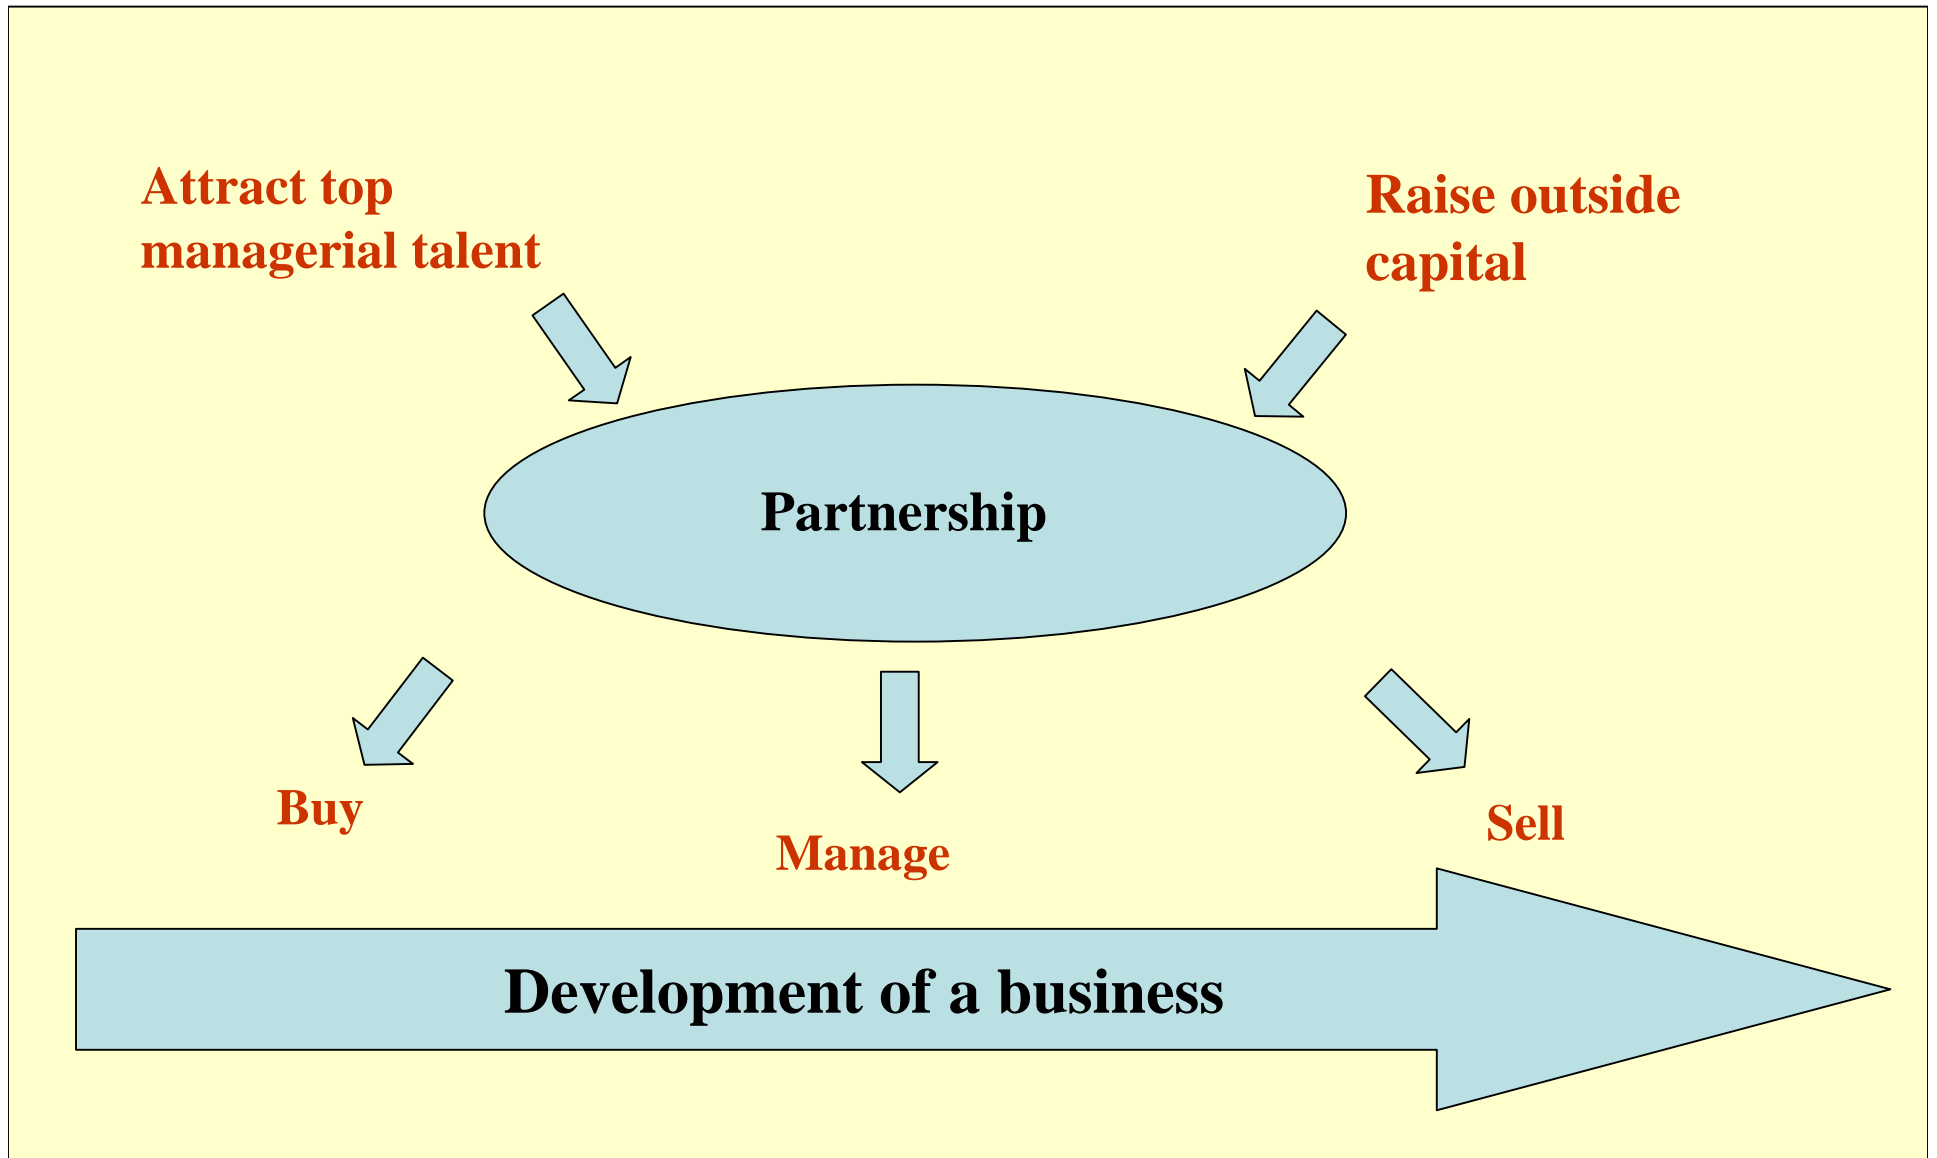 Attract top
managerial talent
Raise outside
capital
Partnership
Buy
Manage
Sell
Development of a business